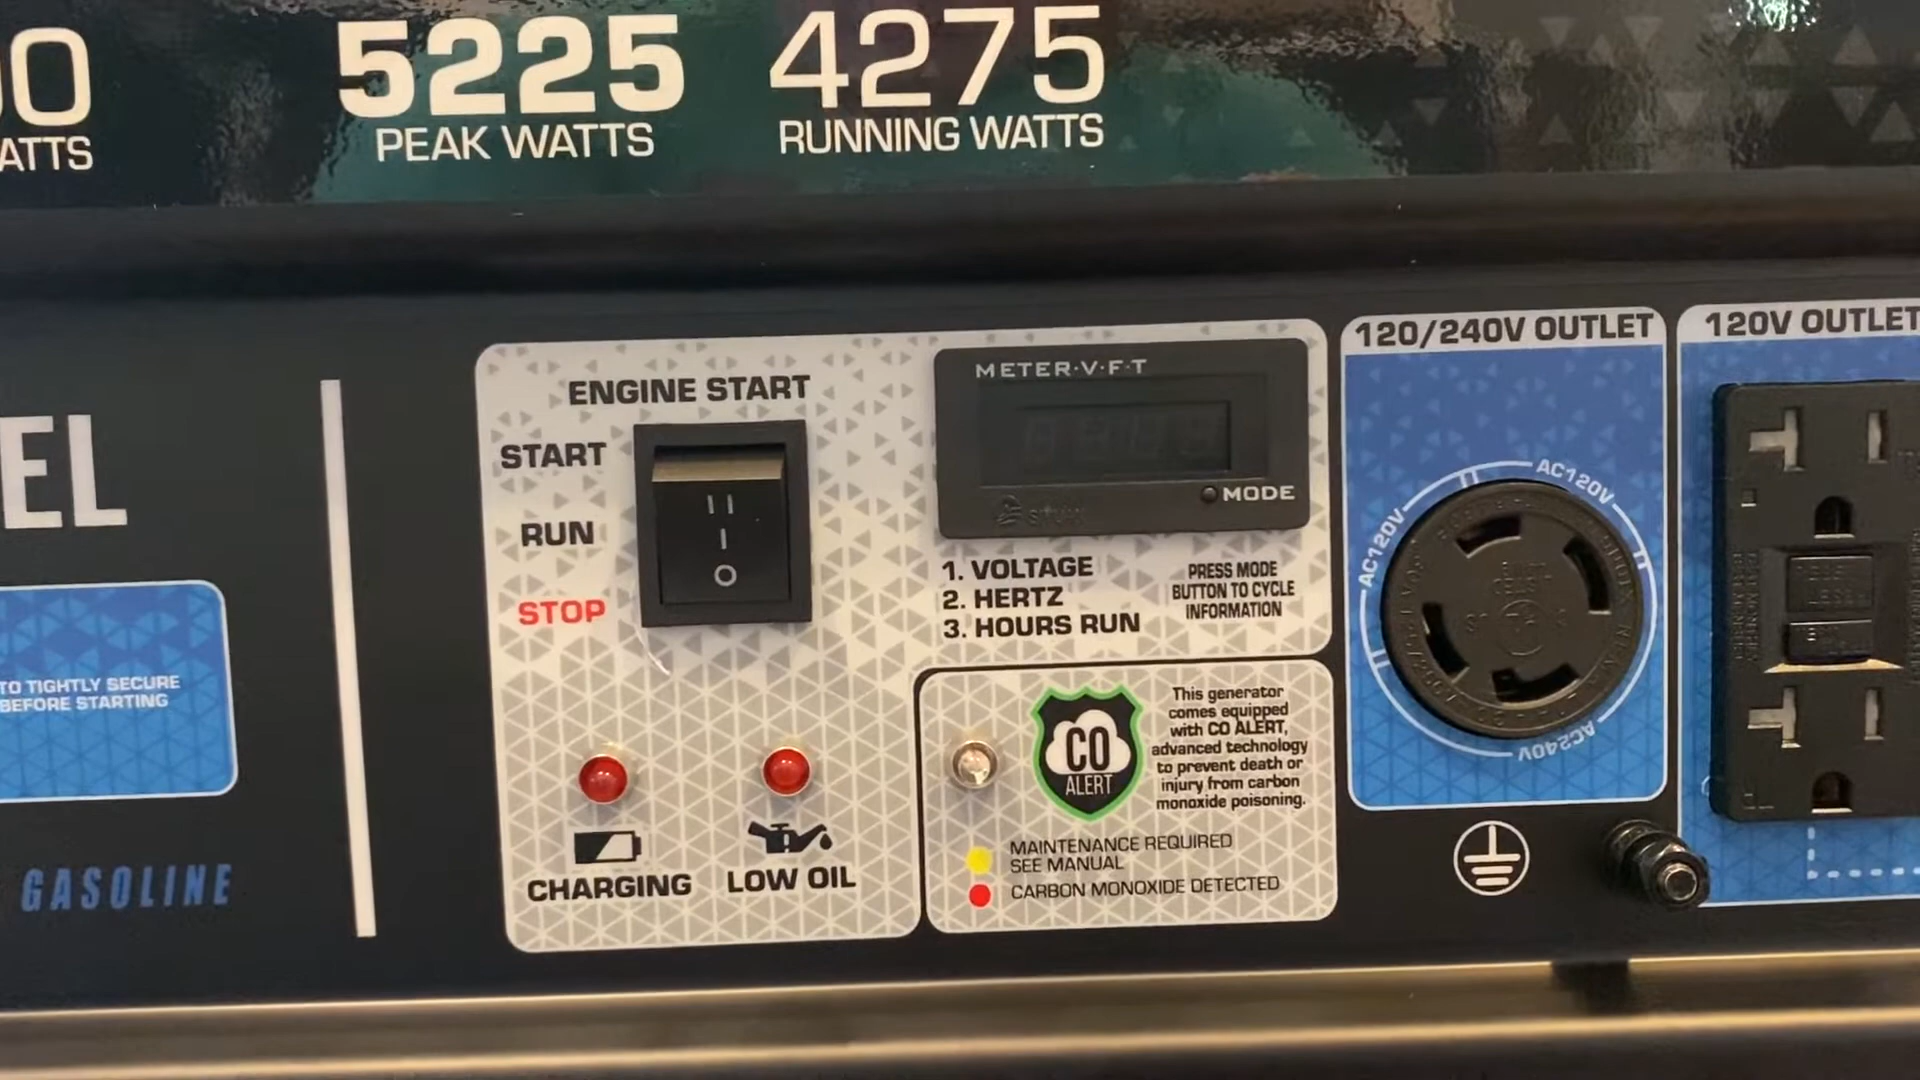 5225
PEAK WATTS
4275
RUNNING WATTS
EL
TO TIGHTLY SECURE
BEFORE STARTING
GASOLINE
ENGINE START
START
RUN
STOP
II
I
O
CHARGING
LOW OIL
METER·V·F·T
MODE
1. VOLTAGE
2. HERTZ
3. HOURS RUN
PRESS MODE
BUTTON TO CYCLE
INFORMATION
CO
ALERT
This generator
comes equipped
with CO ALERT,
advanced technology
to prevent death or
injury from carbon
monoxide poisoning.
MAINTENANCE REQUIRED
SEE MANUAL
CARBON MONOXIDE DETECTED
120/240V OUTLET
AC120V
AC120V
AC240V
120V OUTLET